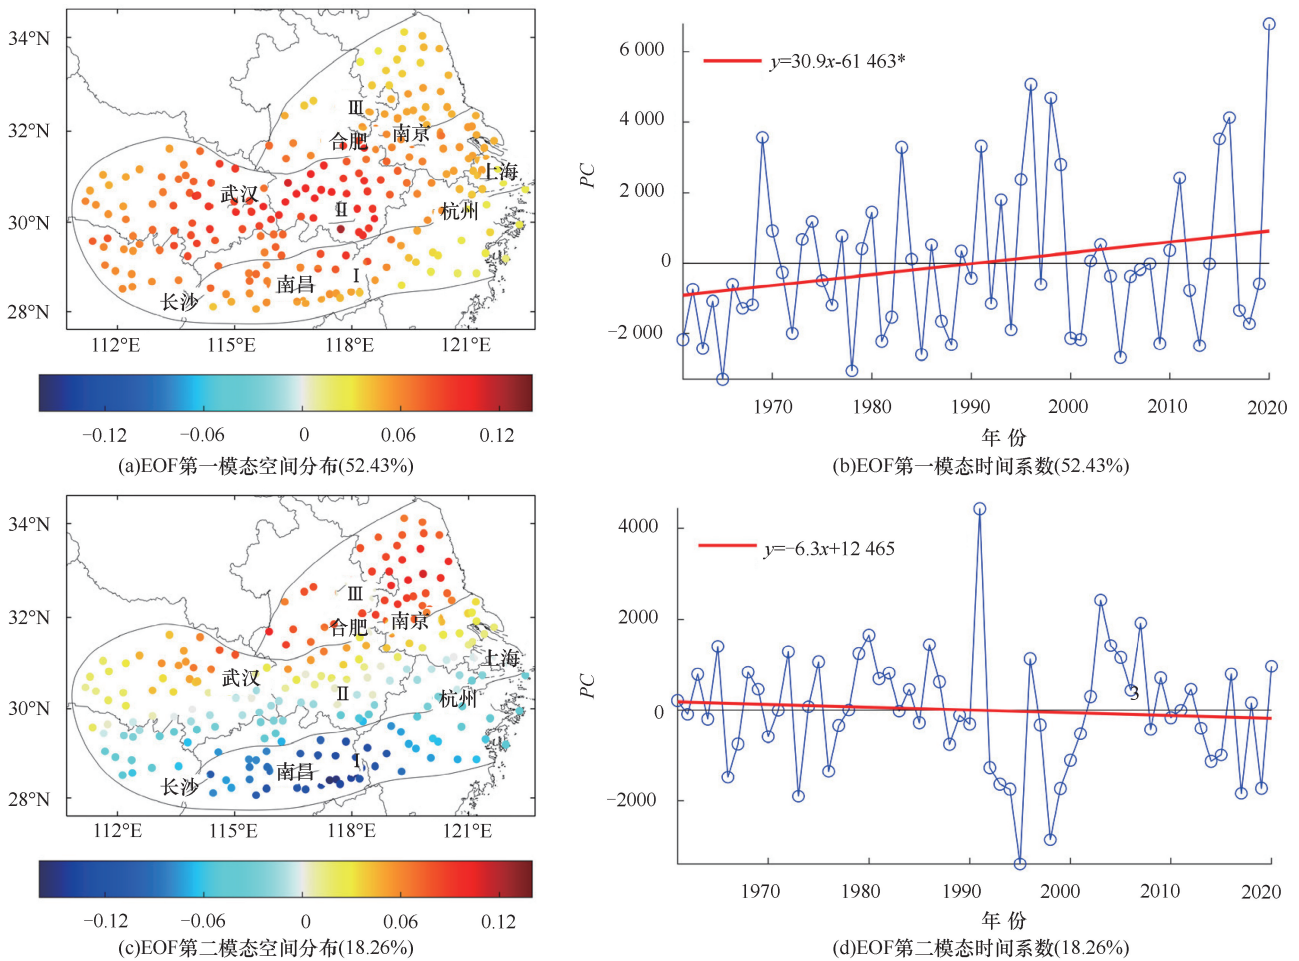 34°N
32°N
30°N
28°N
Ⅲ
合肥
南京
上海
武汉
Ⅱ
杭州
Ⅰ
南昌
长沙
112°E 115°E 118°E 121°E
−0.12 −0.06 0 0.06 0.12
(a)EOF第一模态空间分布(52.43%)
6 000
4 000
2 000
0
−2 000
PC
y=30.9x-61 463*
1970 1980 1990 2000 2010 2020
年 份
(b)EOF第一模态时间系数(52.43%)
34°N
32°N
30°N
28°N
Ⅲ
合肥
南京
上海
武汉
Ⅱ
杭州
Ⅰ
南昌
长沙
112°E 115°E 118°E 121°E
−0.12 −0.06 0 0.06 0.12
(c)EOF第二模态空间分布(18.26%)
4000
2000
0
−2000
PC
y=−6.3x+12 465
3
1970 1980 1990 2000 2010 2020
年 份
(d)EOF第二模态时间系数(18.26%)